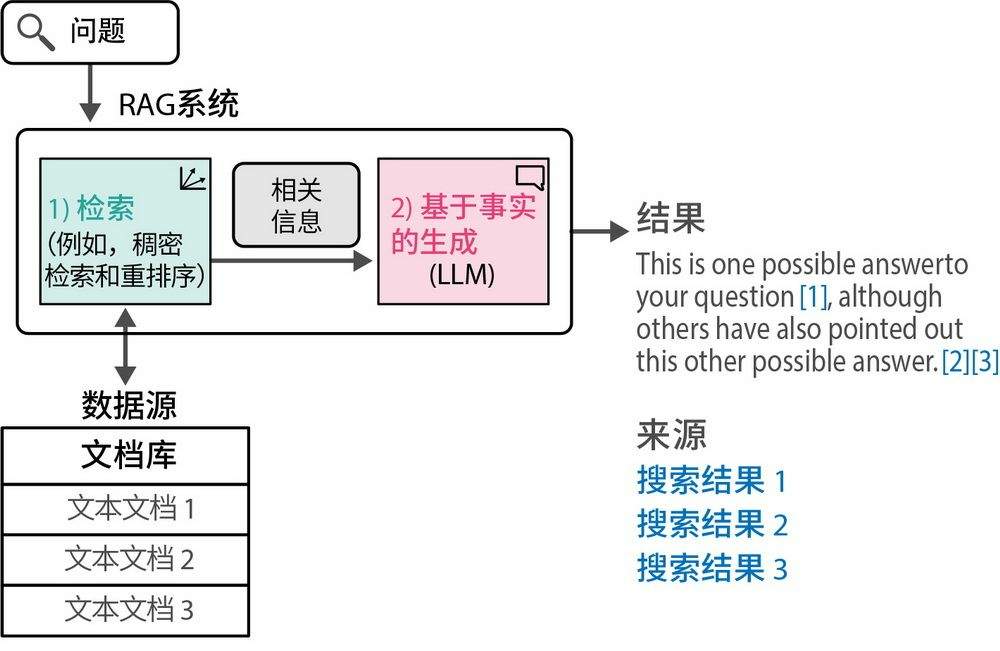 问题
RAG系统
1) 检索
(例如，稠密
检索和重排序)
相关
信息
2) 基于事实
的生成
(LLM)
结果
This is one possible answerto
your question [1], although
others have also pointed out
this other possible answer. [2][3]
来源
搜索结果 1
搜索结果 2
搜索结果 3
数据源
文档库
文本文档 1
文本文档 2
文本文档 3